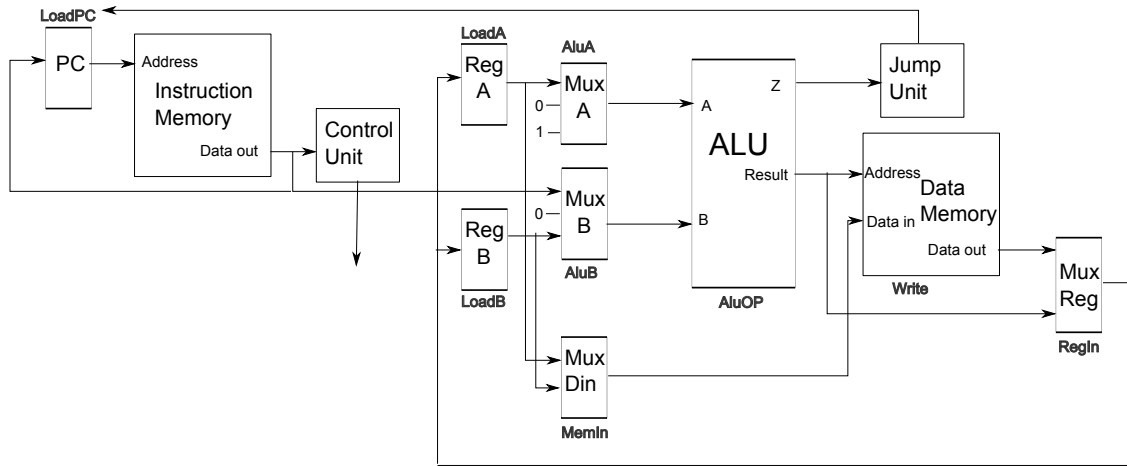 LoadPC
PC
Address
Instruction
Memory
Data out
Control
Unit
LoadA
Reg
A
AluA
Mux
A
0
1
Mux
B
0
AluB
Reg
B
LoadB
Mux
Din
MemIn
A
B
Z
ALU
Result
AluOP
Jump
Unit
Address
Data
Memory
Data in
Data out
Write
Mux
Reg
RegIn